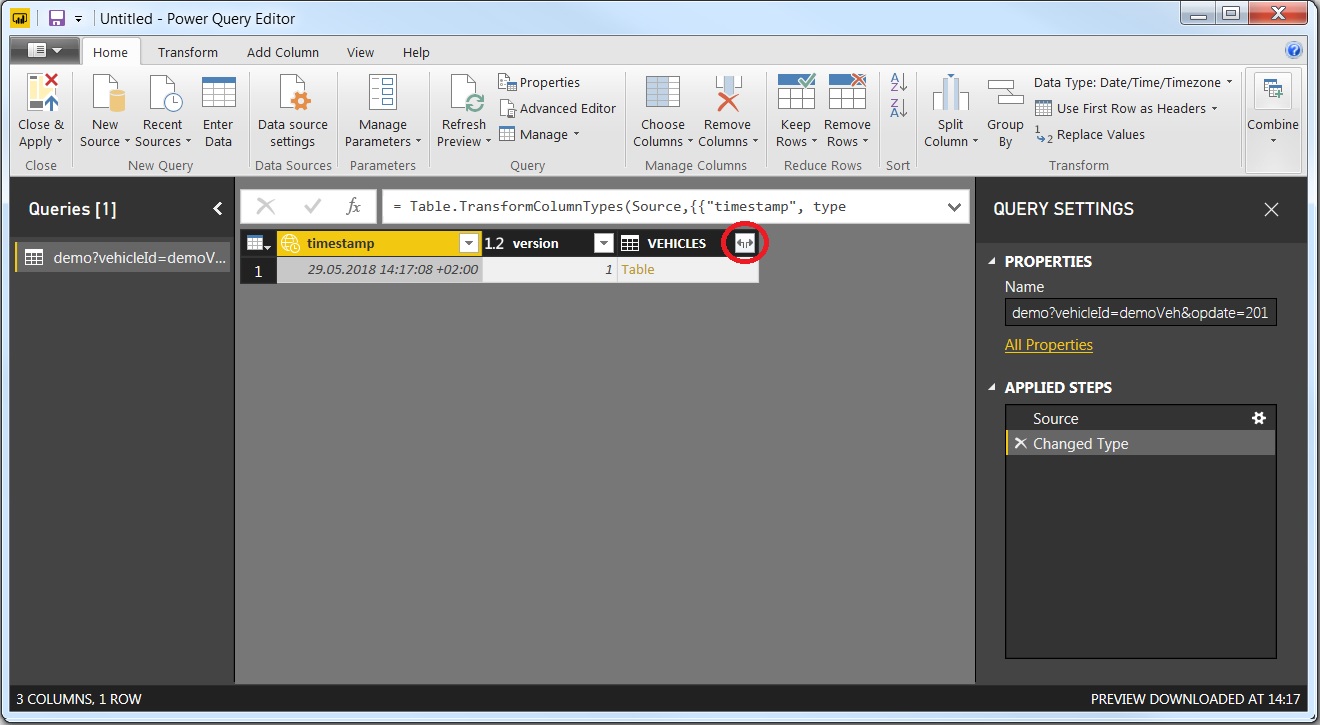 Untitled - Power Query Editor
Home Transform Add Column View Help
Close & Apply
New Source
Recent Sources
Enter Data
Data source settings
Manage Parameters
Refresh Preview
Properties
Advanced Editor
Manage
Choose Columns
Remove Columns
Keep Rows
Remove Rows
A Z
Z A
Split Column
Group By
Data Type: Date/Time/Timezone
Use First Row as Headers
1 2 Replace Values
Combine
Close New Query Data Sources Parameters Query Manage Columns Reduce Rows Sort Transform
Queries [1]
demo?vehicleId=demoV...
fx = Table.TransformColumnTypes(Source,{{"timestamp", type
timestamp 1.2 version VEHICLES
1 29.05.2018 14:17:08 +02:00 1 Table
QUERY SETTINGS
PROPERTIES
Name
demo?vehicleId=demoVeh&opdate=201
All Properties
APPLIED STEPS
Source
Changed Type
3 COLUMNS, 1 ROW
PREVIEW DOWNLOADED AT 14:17